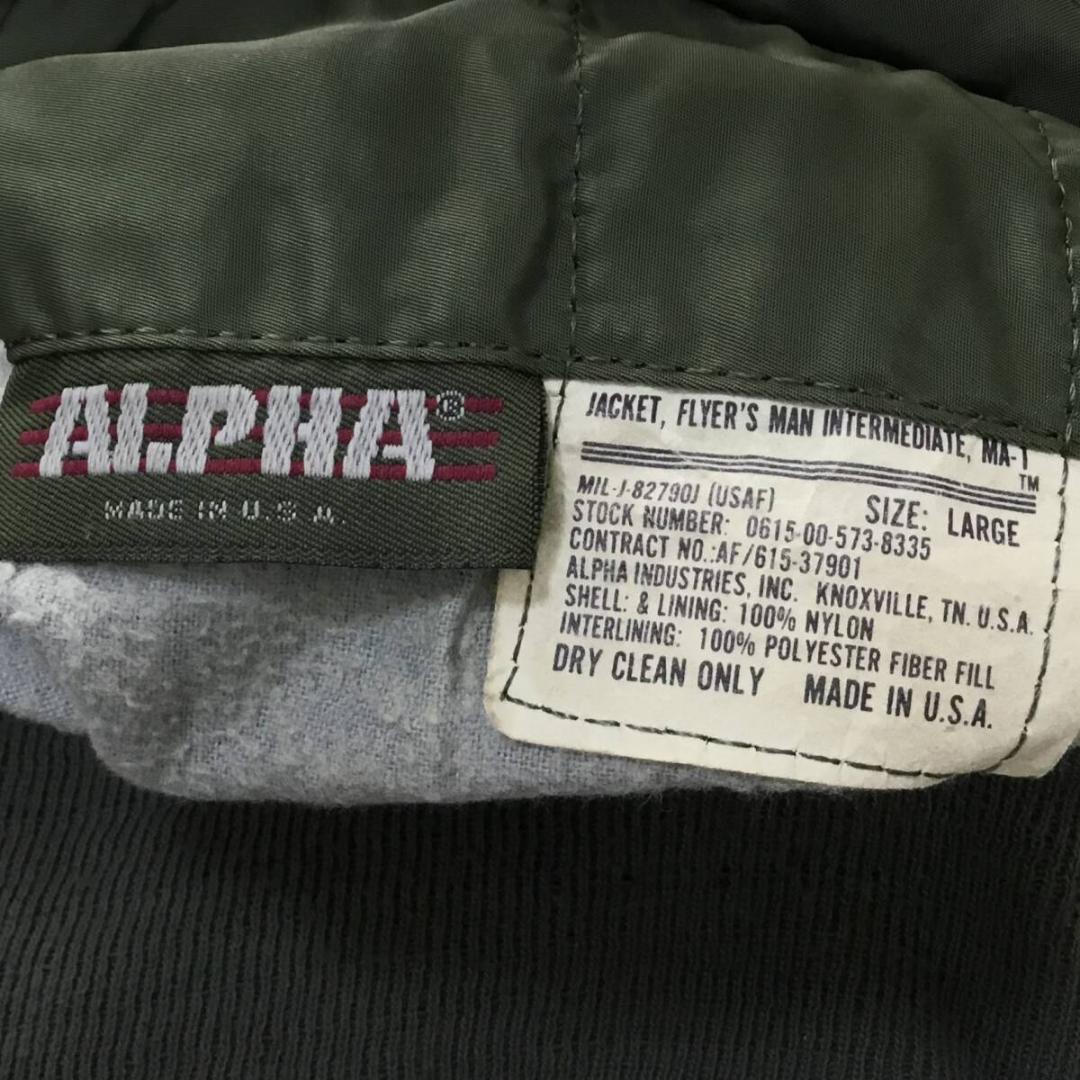 ALPHA®
MADE IN U.S.A.
JACKET, FLYER'S MAN INTERMEDIATE, MA-1
TM
MIL-J-82790J (USAF) SIZE: LARGE
STOCK NUMBER: 0615-00-573-8335
CONTRACT NO.:AF/615-37901
ALPHA INDUSTRIES, INC. KNOXVILLE, TN. U.S.A.
SHELL: & LINING: 100% NYLON
INTERLINING: 100% POLYESTER FIBER FILL
DRY CLEAN ONLY MADE IN U.S.A.